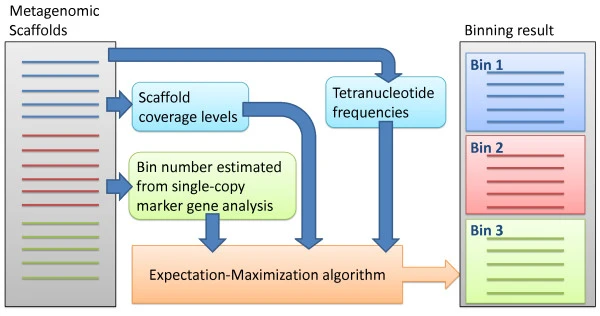 Metagenomic
Scaffolds
Binning result
Bin 1
Scaffold
coverage levels
Tetranucleotide
frequencies
Bin 2
Bin number estimated
from single-copy
marker gene analysis
Bin 3
Expectation-Maximization algorithm